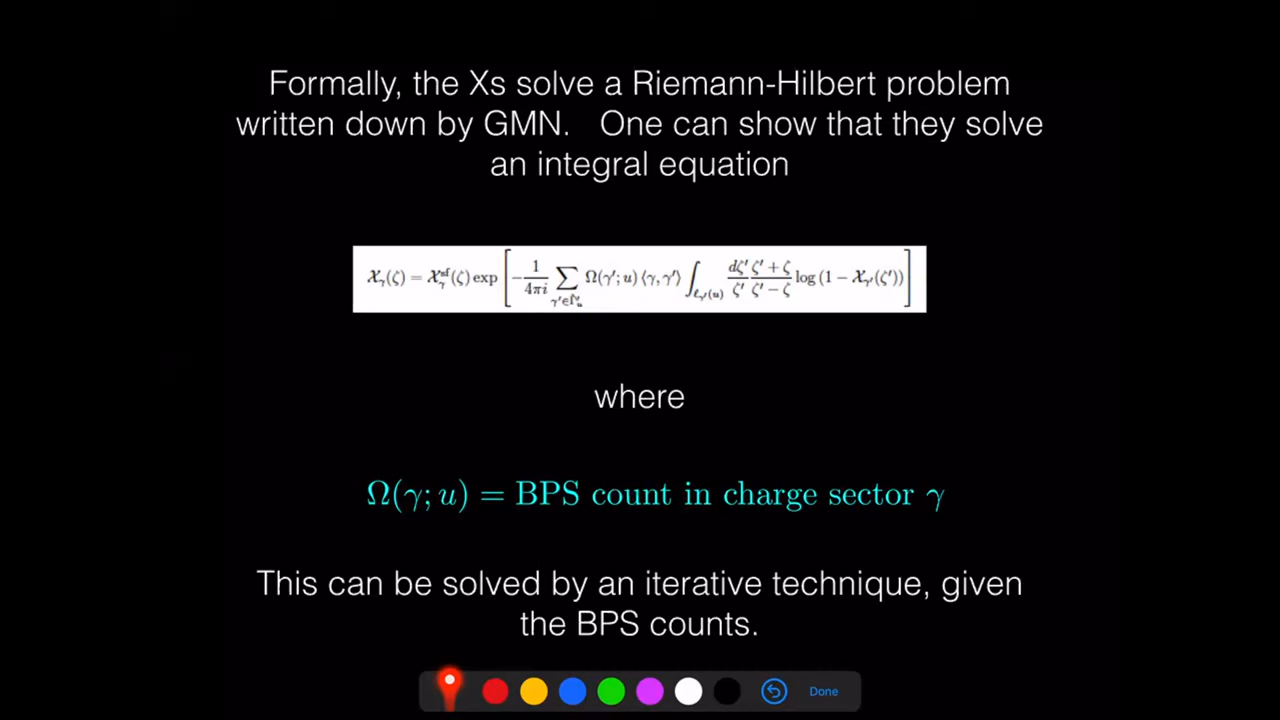 Formally, the Xs solve a Riemann-Hilbert problem
written down by GMN. One can show that they solve
an integral equation
𝒳_γ(ζ) = 𝒳_γ^sf(ζ) exp [ −1/(4πi) ∑_{γ′∈Γ̂′_u} Ω(γ′; u) ⟨γ, γ′⟩ ∫_{ℓ_γ′(u)} dζ′/ζ′ (ζ′ + ζ)/(ζ′ − ζ) log (1 − 𝒳_γ′(ζ′)) ]
where
Ω(γ; u) = BPS count in charge sector γ
This can be solved by an iterative technique, given
the BPS counts.
Done